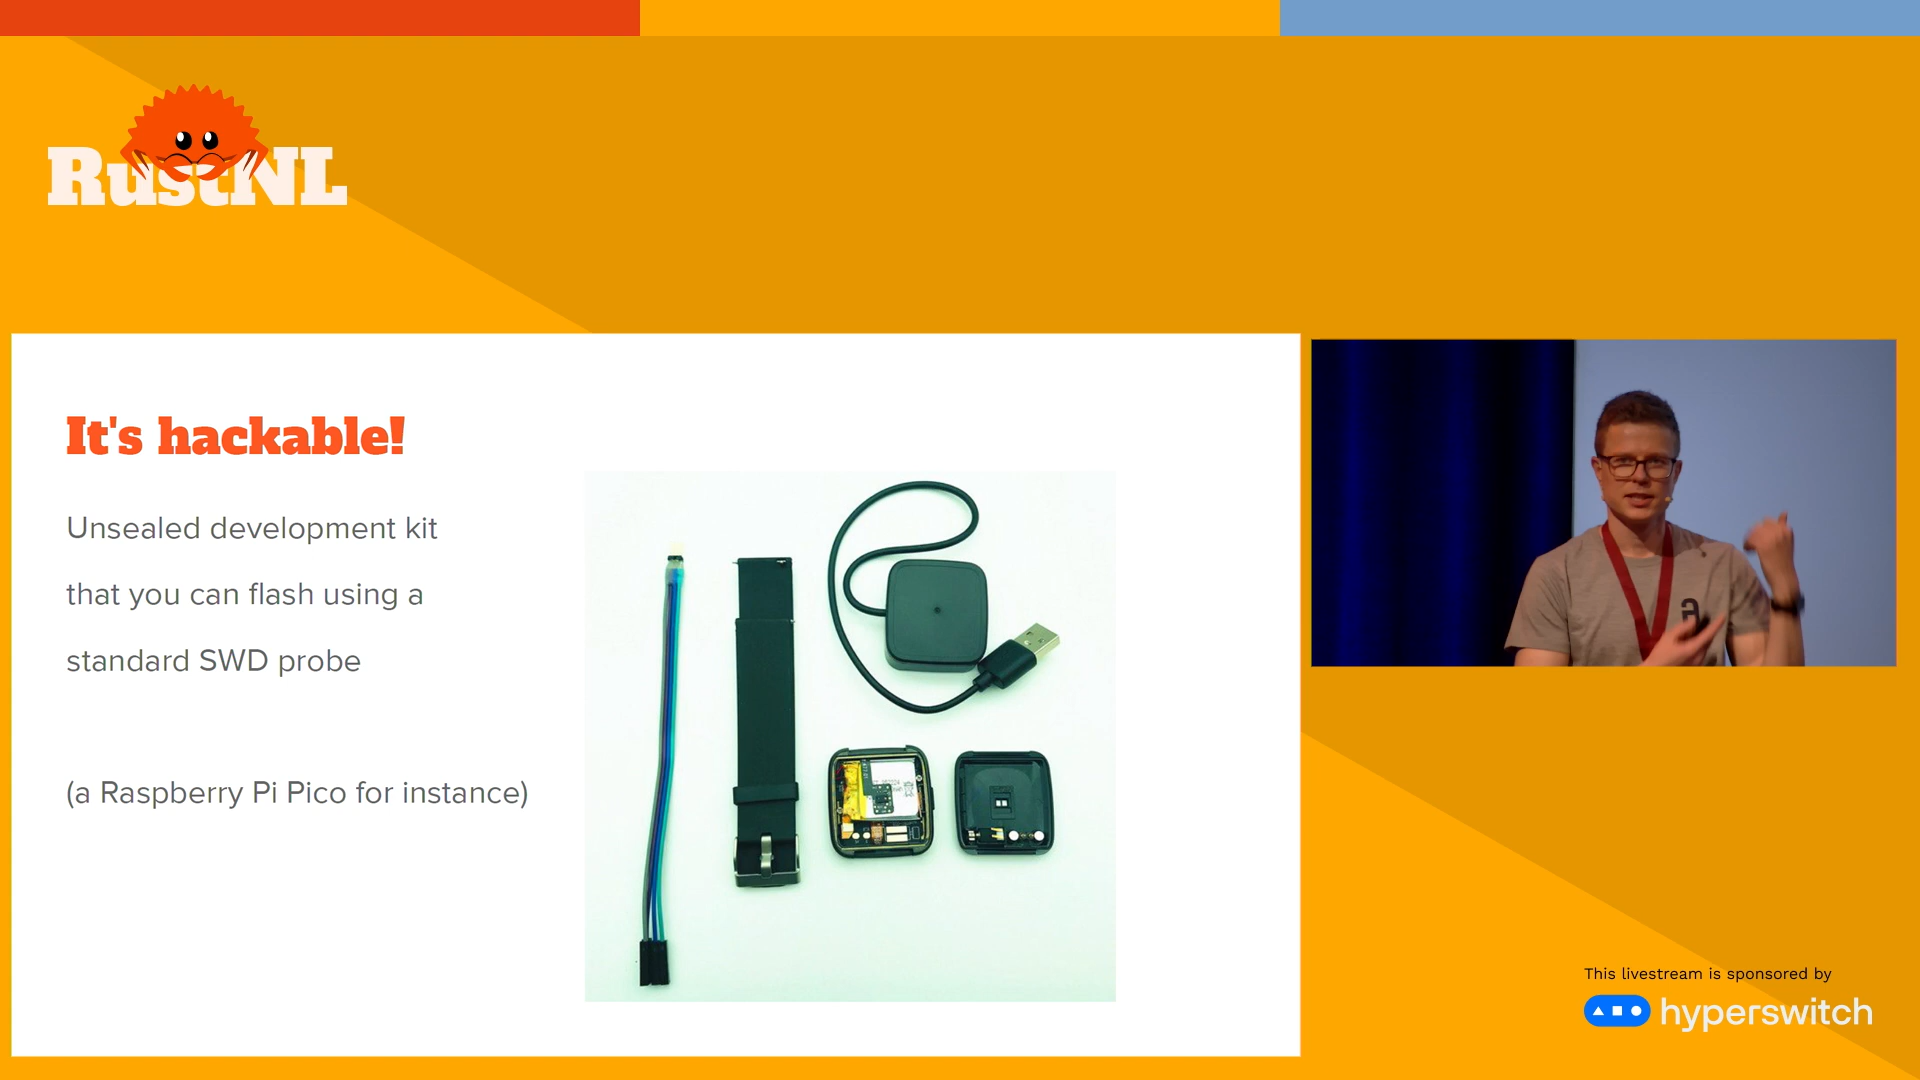 RustNL
It's hackable!
Unsealed development kit
that you can flash using a
standard SWD probe
(a Raspberry Pi Pico for instance)
This livestream is sponsored by
hyperswitch